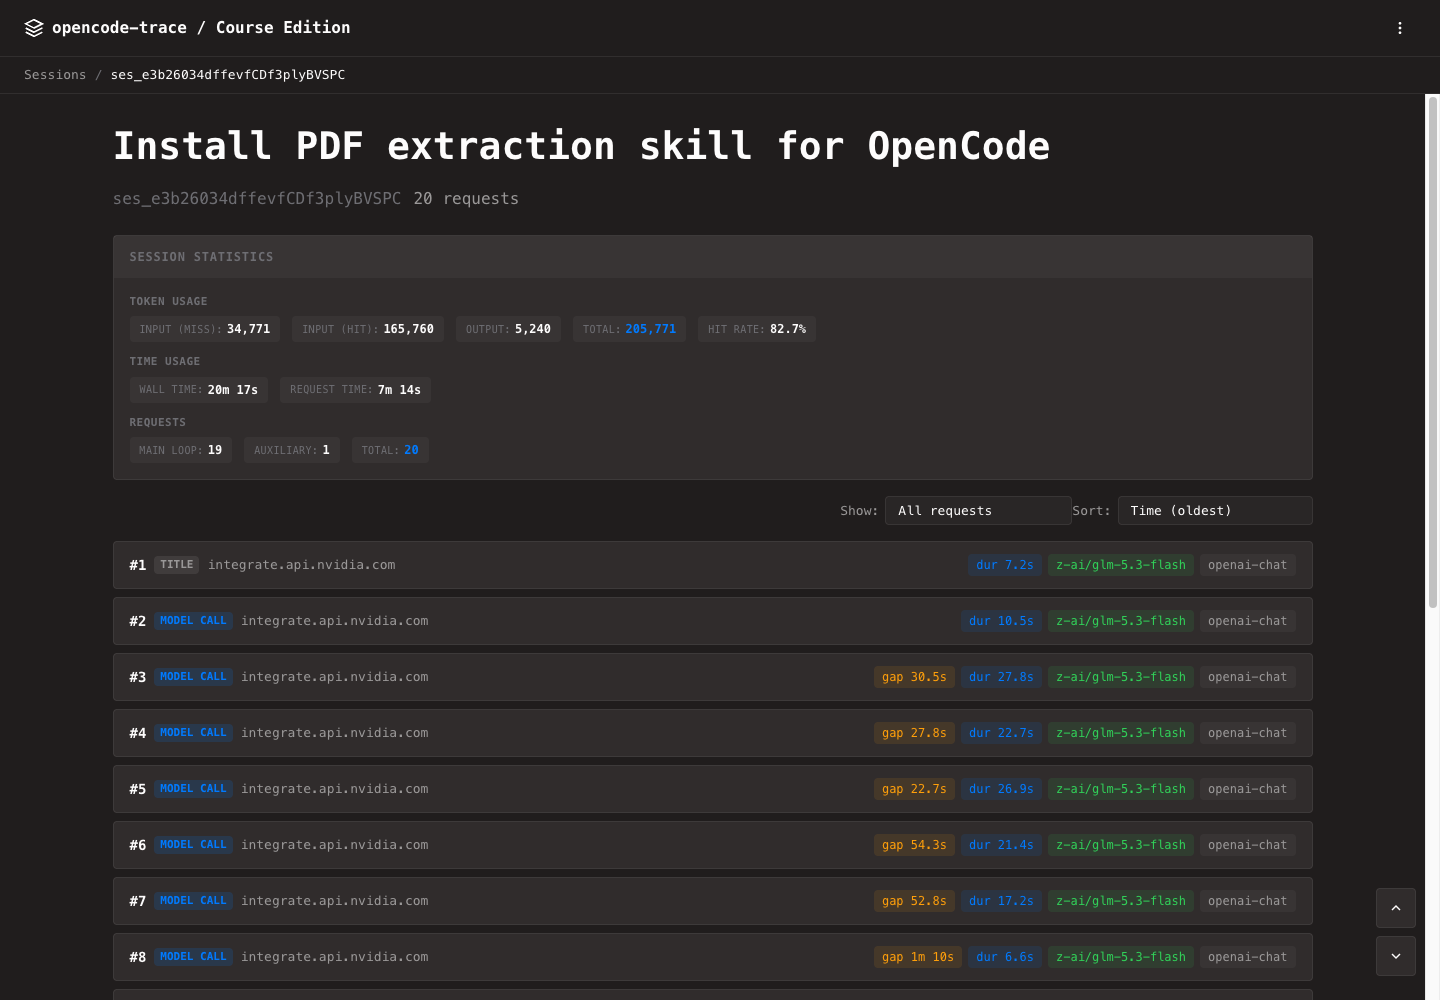 opencode-trace / Course Edition
Sessions / ses_e3b26034dffevfCDf3plyBVSPC
Install PDF extraction skill for OpenCode
ses_e3b26034dffevfCDf3plyBVSPC 20 requests
SESSION STATISTICS
TOKEN USAGE
INPUT (MISS): 34,771 INPUT (HIT): 165,760 OUTPUT: 5,240 TOTAL: 205,771 HIT RATE: 82.7%
TIME USAGE
WALL TIME: 20m 17s REQUEST TIME: 7m 14s
REQUESTS
MAIN LOOP: 19 AUXILIARY: 1 TOTAL: 20
Show: All requests Sort: Time (oldest)
#1 TITLE integrate.api.nvidia.com dur 7.2s z-ai/glm-5.3-flash openai-chat
#2 MODEL CALL integrate.api.nvidia.com dur 10.5s z-ai/glm-5.3-flash openai-chat
#3 MODEL CALL integrate.api.nvidia.com gap 30.5s dur 27.8s z-ai/glm-5.3-flash openai-chat
#4 MODEL CALL integrate.api.nvidia.com gap 27.8s dur 22.7s z-ai/glm-5.3-flash openai-chat
#5 MODEL CALL integrate.api.nvidia.com gap 22.7s dur 26.9s z-ai/glm-5.3-flash openai-chat
#6 MODEL CALL integrate.api.nvidia.com gap 54.3s dur 21.4s z-ai/glm-5.3-flash openai-chat
#7 MODEL CALL integrate.api.nvidia.com gap 52.8s dur 17.2s z-ai/glm-5.3-flash openai-chat
#8 MODEL CALL integrate.api.nvidia.com gap 1m 10s dur 6.6s z-ai/glm-5.3-flash openai-chat